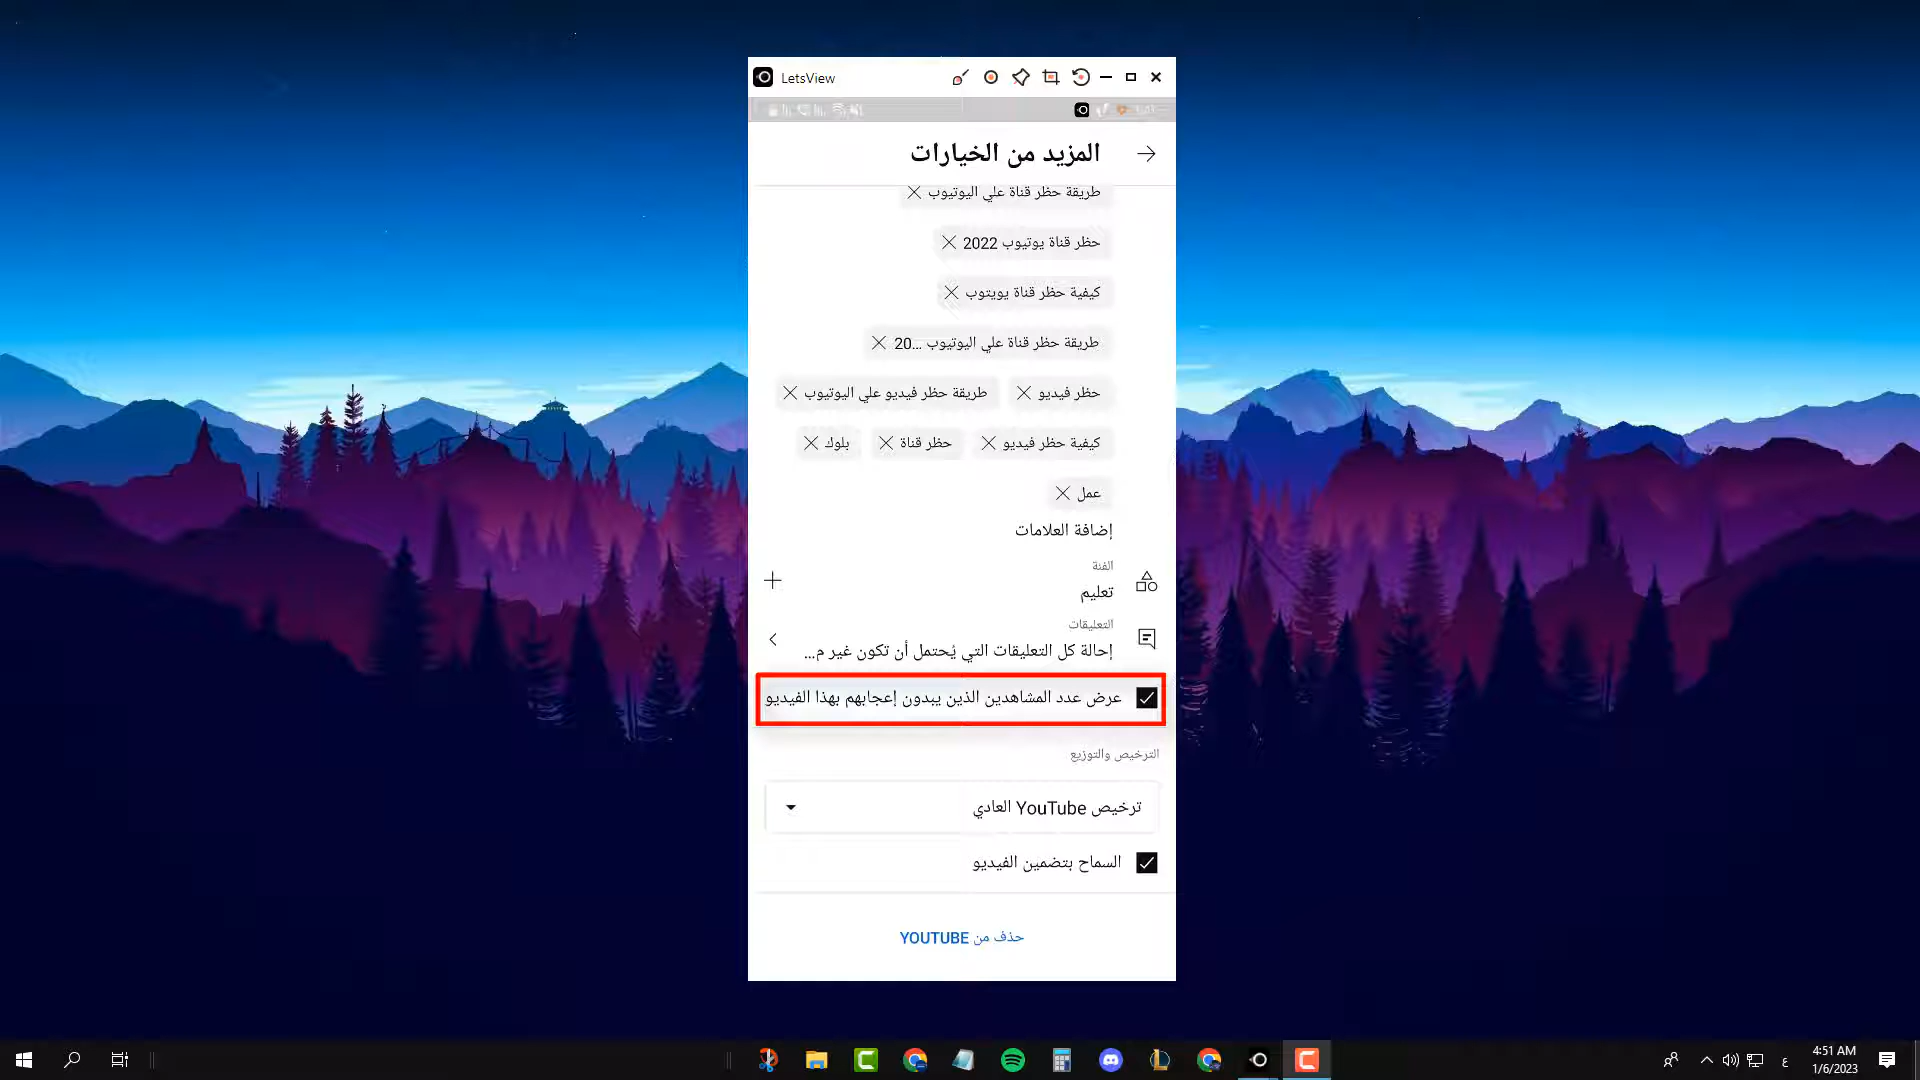 LetsView
المزيد من الخيارات
طريقة حظر قناة علي اليوتيوب
حظر قناة يوتيوب 2022
كيفية حظر قناة يويتوب
طريقة حظر قناة علي اليوتيوب 20...
حظر فيديو
طريقة حظر فيديو علي اليوتيوب
كيفية حظر فيديو
حظر قناة
بلوك
عمل
إضافة العلامات
الفئة
تعليم
التعليقات
إحالة كل التعليقات التي يُحتمل أن تكون غير م...
عرض عدد المشاهدين الذين يبدون إعجابهم بهذا الفيديو
الترخيص والتوزيع
ترخيص YouTube العادي
السماح بتضمين الفيديو
حذف من YOUTUBE
ع
4:51 AM
1/6/2023